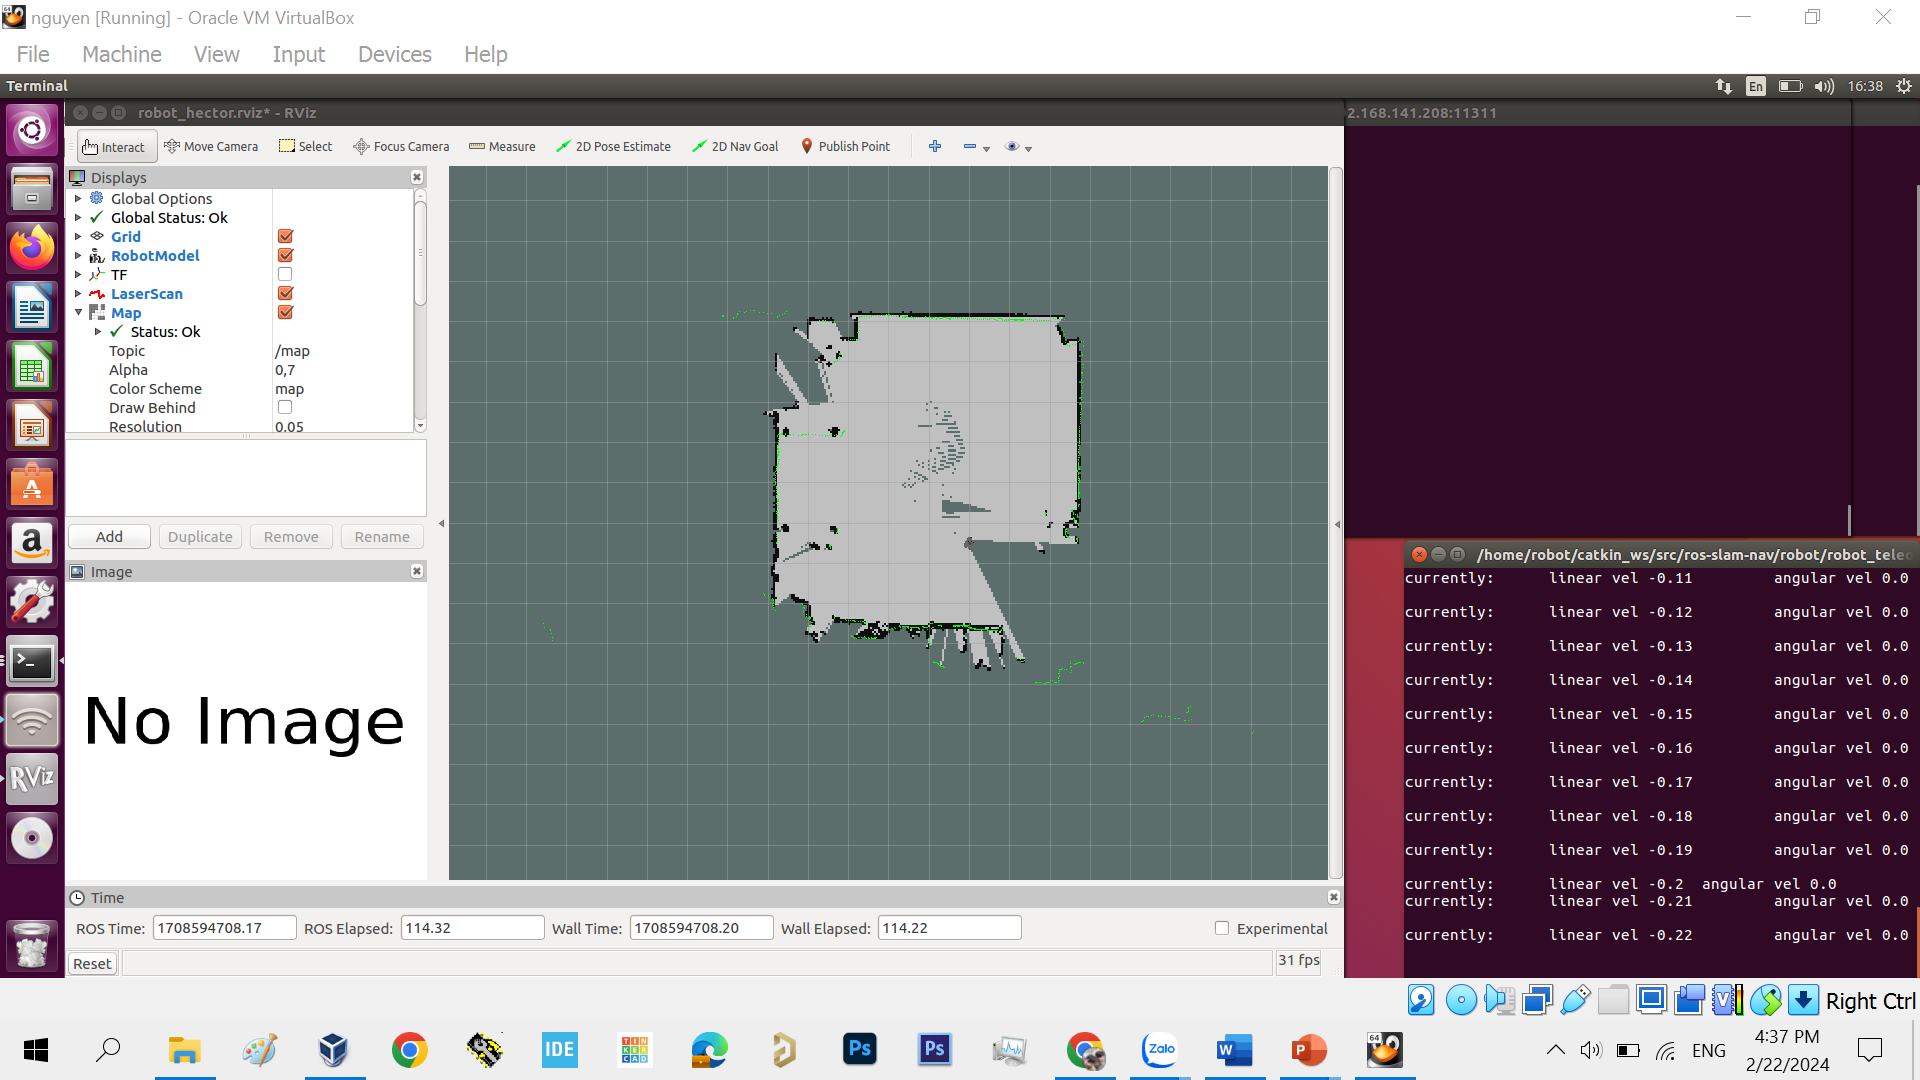 nguyen [Running] - Oracle VM VirtualBox
File Machine View Input Devices Help
Terminal
En
16:38
robot_hector.rviz* - RViz
2.168.141.208:11311
Interact
Move Camera
Select
Focus Camera
Measure
2D Pose Estimate
2D Nav Goal
Publish Point
Displays
Global Options
Global Status: Ok
Grid
RobotModel
TF
LaserScan
Map
Status: Ok
Topic /map
Alpha 0,7
Color Scheme map
Draw Behind
Resolution 0.05
Add Duplicate Remove Rename
Image
No Image
/home/robot/catkin_ws/src/ros-slam-nav/robot/robot_teleo
currently: linear vel -0.11 angular vel 0.0
currently: linear vel -0.12 angular vel 0.0
currently: linear vel -0.13 angular vel 0.0
currently: linear vel -0.14 angular vel 0.0
currently: linear vel -0.15 angular vel 0.0
currently: linear vel -0.16 angular vel 0.0
currently: linear vel -0.17 angular vel 0.0
currently: linear vel -0.18 angular vel 0.0
currently: linear vel -0.19 angular vel 0.0
currently: linear vel -0.2 angular vel 0.0
currently: linear vel -0.21 angular vel 0.0
currently: linear vel -0.22 angular vel 0.0
RViz
Time
ROS Time: 1708594708.17 ROS Elapsed: 114.32 Wall Time: 1708594708.20 Wall Elapsed: 114.22 Experimental
Reset
31 fps
Right Ctrl
IDE
TIN
KER
CAD
Ps
Ps
Zalo
W
P
64
ENG
4:37 PM
2/22/2024